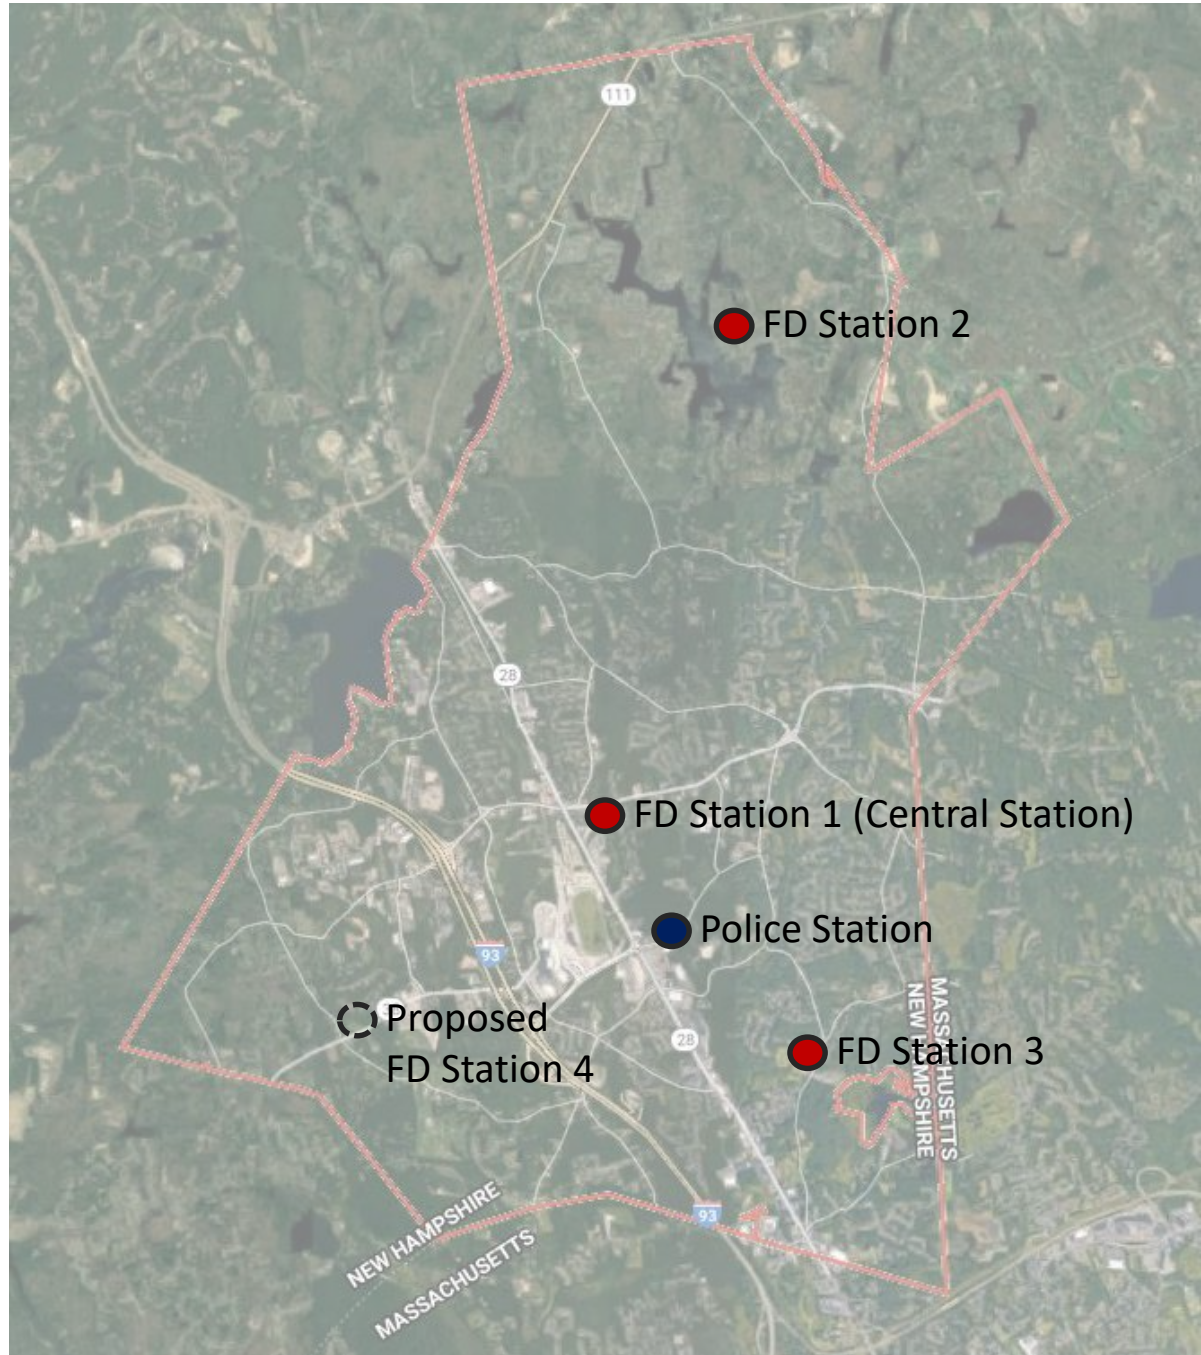 111
FD Station 2
28
FD Station 1 (Central Station)
Police Station
93
Proposed
FD Station 4
28
FD Station 3
MASSACHUSETTS
NEW HAMPSHIRE
93
NEW HAMPSHIRE
MASSACHUSETTS